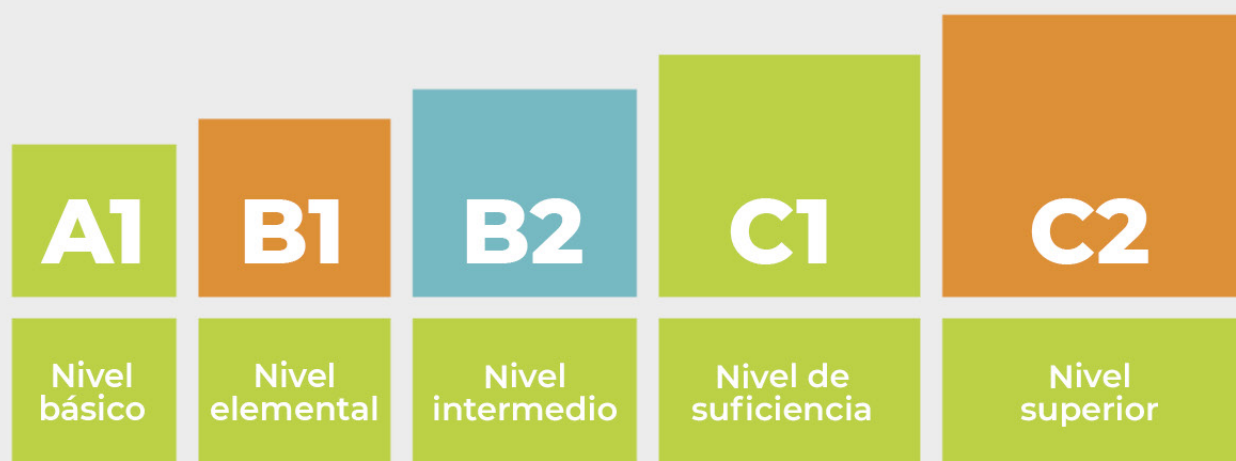 A1 B1 B2 C1 C2
Nivel
básico
Nivel
elemental
Nivel
intermedio
Nivel de
suficiencia
Nivel
superior